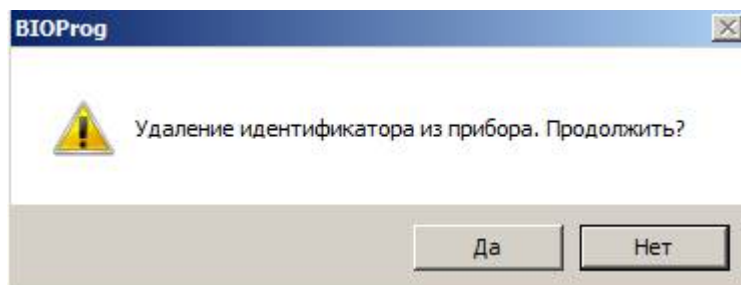 BIOProg
Удаление идентификатора из прибора. Продолжить?
Да
Нет